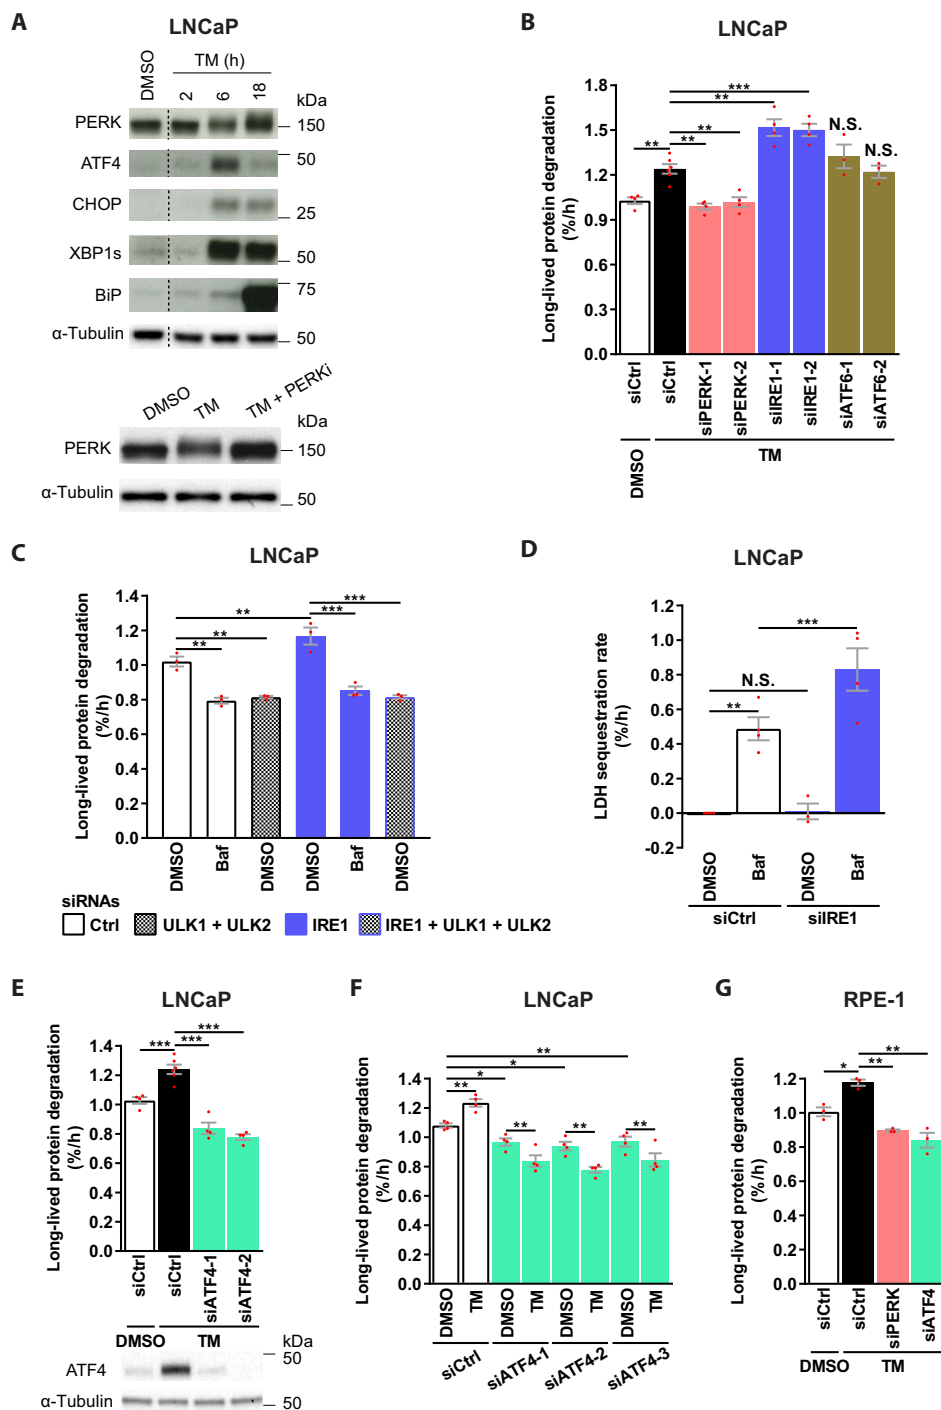 A
LNCaP
DMSO
TM (h)
2
6
18
kDa
PERK
150
ATF4
50
CHOP
25
XBP1s
50
BiP
75
α-Tubulin
50
DMSO
TM
TM + PERKi
kDa
PERK
150
α-Tubulin
50
B
LNCaP
Long-lived protein degradation
(%/h)
1.8
1.5
1.2
0.9
0.6
0.3
0.0
***
**
**
**
**
N.S.
N.S.
siCtrl
siCtrl
siPERK-1
siPERK-2
siIRE1-1
siIRE1-2
siATF6-1
siATF6-2
DMSO
TM
C
LNCaP
Long-lived protein degradation
(%/h)
1.4
1.2
1.0
0.8
0.6
0.4
0.2
0.0
**
**
**
***
***
DMSO
Baf
DMSO
DMSO
Baf
DMSO
siRNAs
Ctrl
ULK1 + ULK2
IRE1
IRE1 + ULK1 + ULK2
D
LNCaP
LDH sequestration rate
(%/h)
1.0
0.8
0.6
0.4
0.2
-0.0
-0.2
***
N.S.
**
DMSO
Baf
DMSO
Baf
siCtrl
siIRE1
E
LNCaP
Long-lived protein degradation
(%/h)
1.4
1.2
1.0
0.8
0.6
0.4
0.2
0.0
***
***
***
siCtrl
siCtrl
siATF4-1
siATF4-2
DMSO
TM
kDa
ATF4
50
α-Tubulin
50
F
LNCaP
Long-lived protein degradation
(%/h)
1.4
1.2
1.0
0.8
0.6
0.4
0.2
0.0
**
*
*
**
**
**
**
DMSO
TM
DMSO
TM
DMSO
TM
DMSO
TM
siCtrl
siATF4-1
siATF4-2
siATF4-3
G
RPE-1
Long-lived protein degradation
(%/h)
1.4
1.2
1.0
0.8
0.6
0.4
0.2
0.0
**
*
**
siCtrl
siCtrl
siPERK
siATF4
DMSO
TM